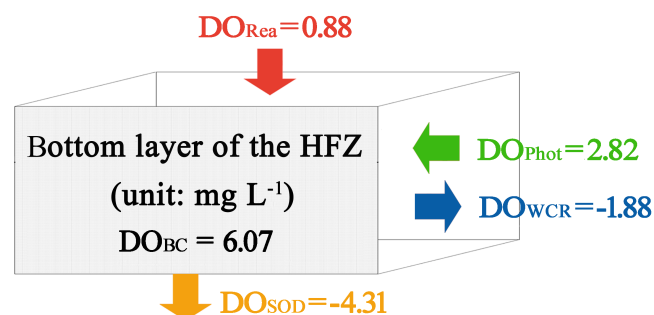 DORea=0.88
Bottom layer of the HFZ
(unit: mg L-1)
DOBC = 6.07
DOPhot=2.82
DOWCR=-1.88
DOSOD=-4.31